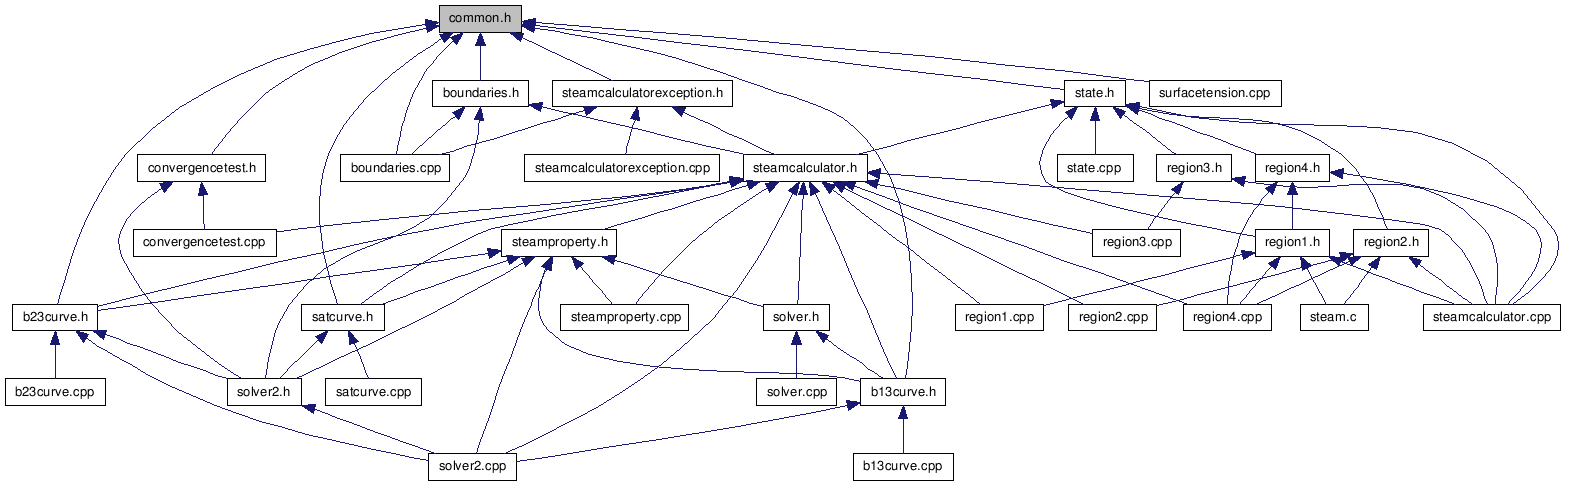 common.h
boundaries.h
steamcalculatorexception.h
state.h
surfacetension.cpp
convergencetest.h
boundaries.cpp
steamcalculatorexception.cpp
steamcalculator.h
state.cpp
region3.h
region4.h
convergencetest.cpp
steamproperty.h
region3.cpp
region1.h
region2.h
b23curve.h
satcurve.h
steamproperty.cpp
solver.h
region1.cpp
region2.cpp
region4.cpp
steam.c
steamcalculator.cpp
b23curve.cpp
solver2.h
satcurve.cpp
solver.cpp
b13curve.h
solver2.cpp
b13curve.cpp